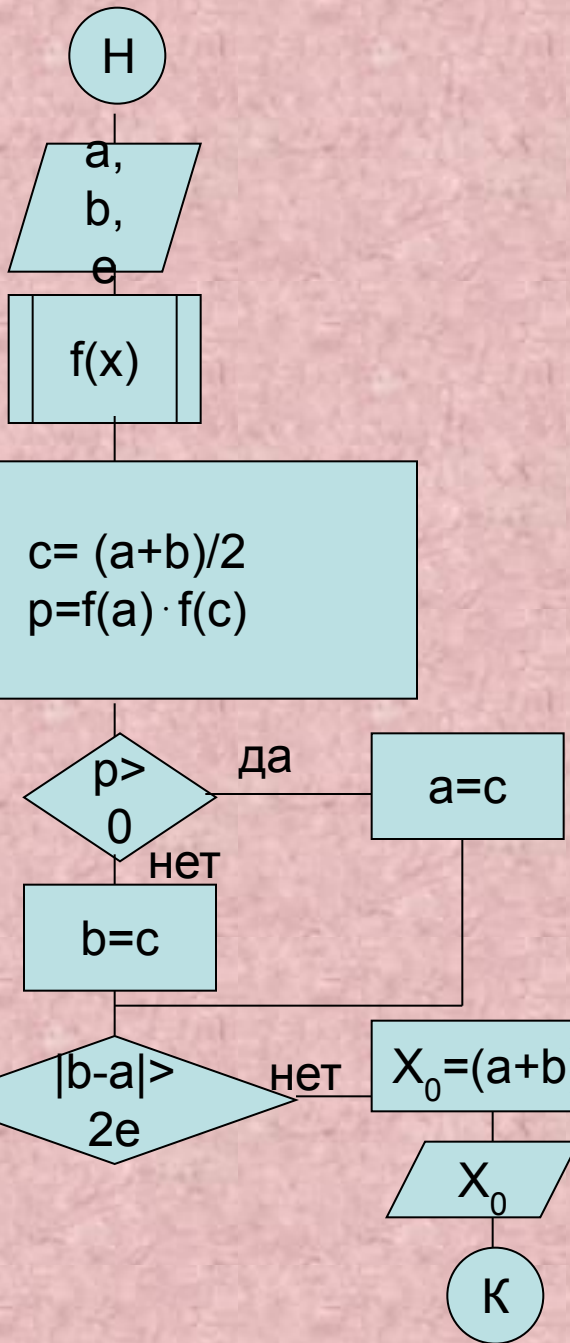 Н
a,
b,
e
f(x)
c= (a+b)/2
p=f(a)·f(c)
p>
0
да
a=c
нет
b=c
|b-a|>
2e
нет
X₀=(a+b
X₀
К